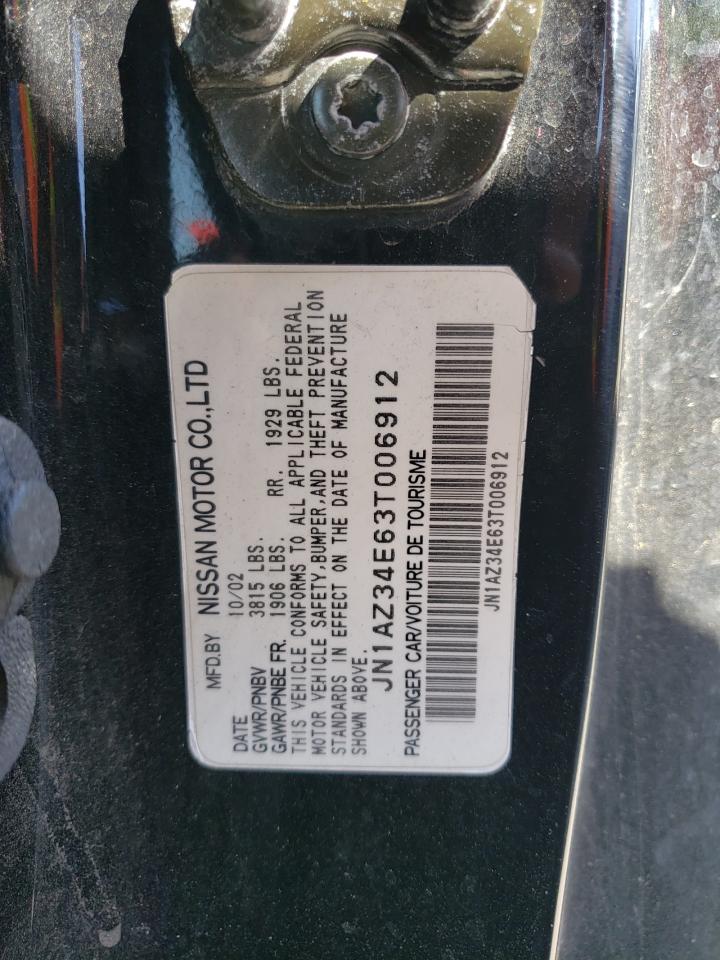 MFD.BY NISSAN MOTOR CO.,LTD
DATE 10/02
GVWR/PNBV 3815 LBS.
GAWR/PNBE FR. 1906 LBS. RR. 1929 LBS.
THIS VEHICLE CONFORMS TO ALL APPLICABLE FEDERAL
MOTOR VEHICLE SAFETY,BUMPER,AND THEFT PREVENTION
STANDARDS IN EFFECT ON THE DATE OF MANUFACTURE
SHOWN ABOVE.
JN1AZ34E63T006912
PASSENGER CAR/VOITURE DE TOURISME
JN1AZ34E63T006912